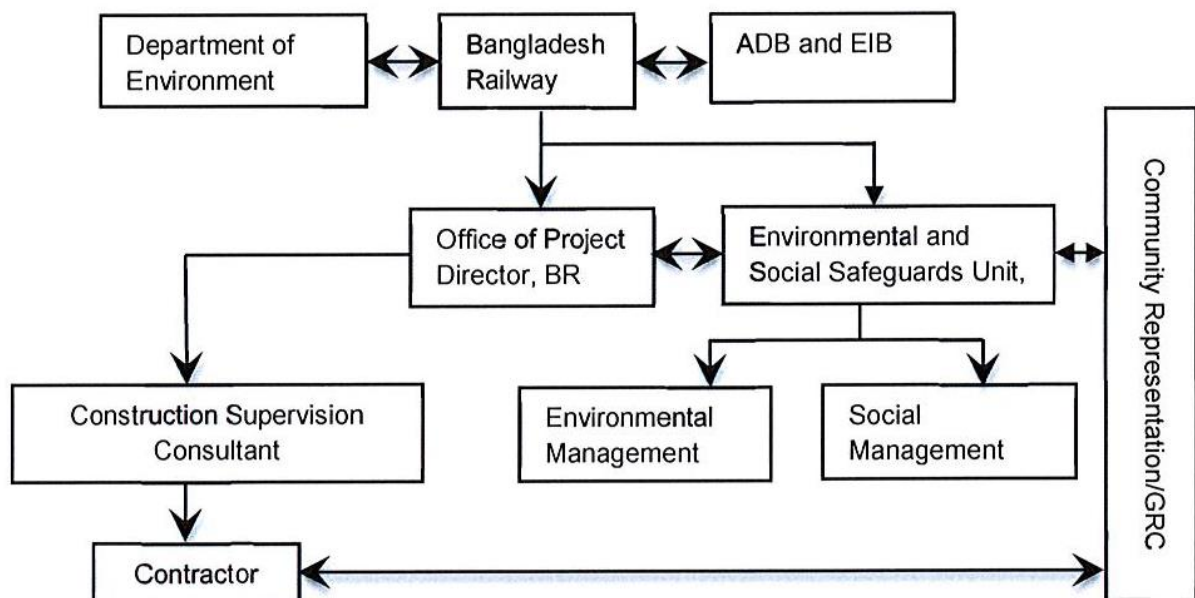 Department of
Environment
Bangladesh
Railway
ADB and EIB
Office of Project
Director, BR
Environmental and
Social Safeguards Unit,
Community Representation/GRC
Construction Supervision
Consultant
Environmental
Management
Social
Management
Contractor